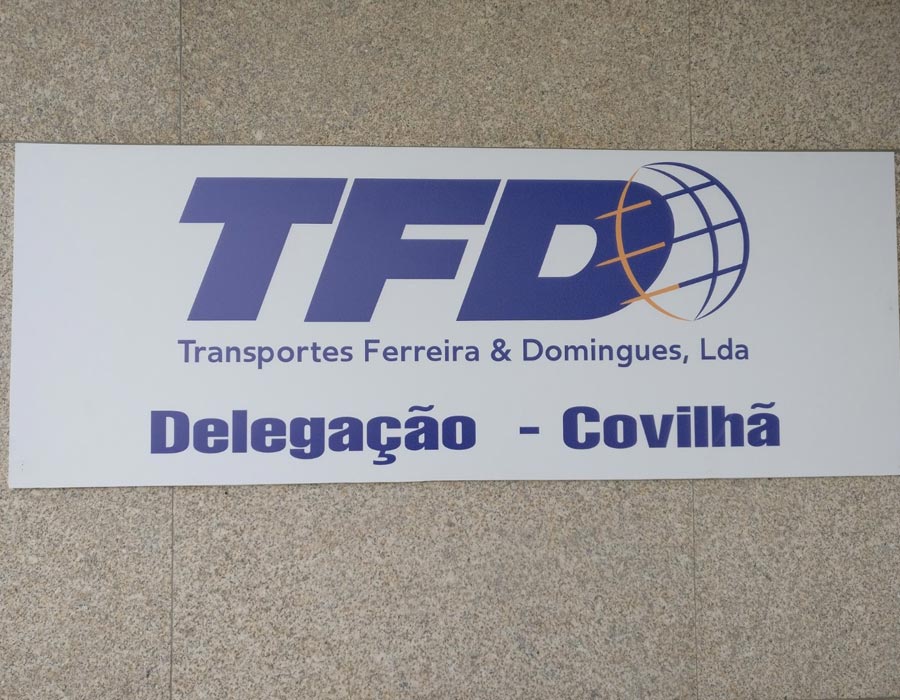 TFD
Transportes Ferreira & Domingues, Lda
Delegação - Covilhã